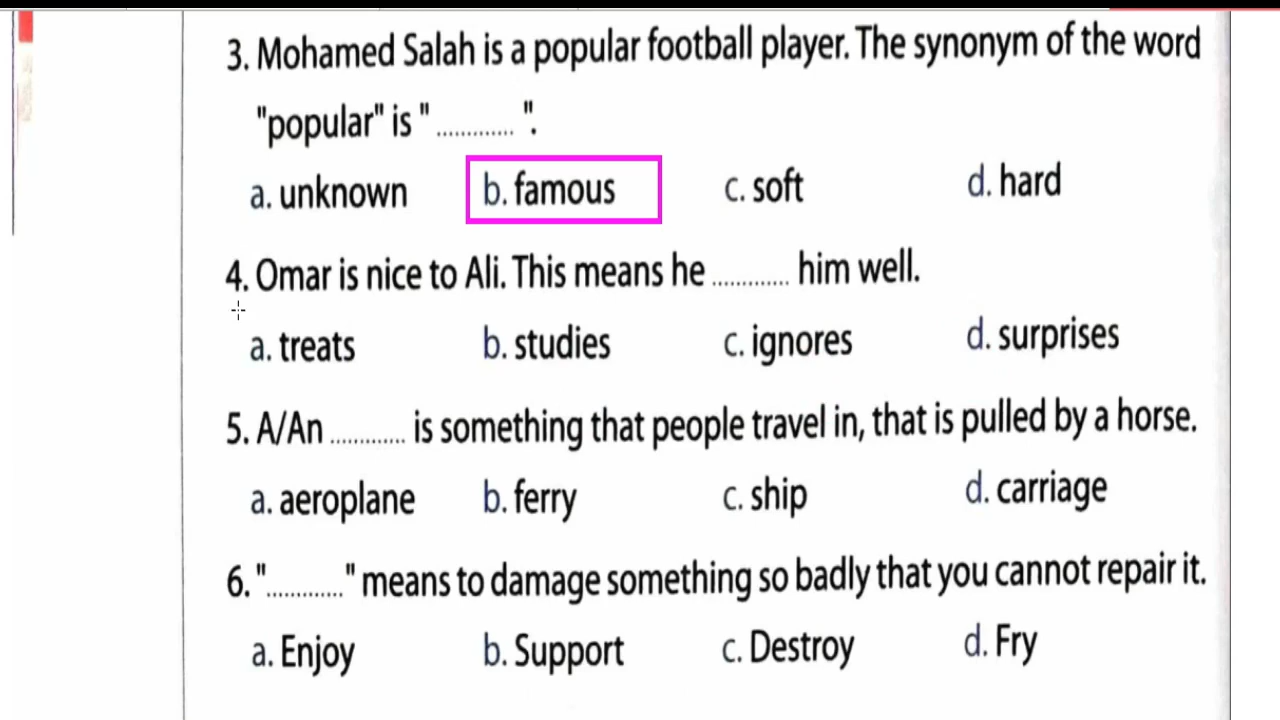 3. Mohamed Salah is a popular football player. The synonym of the word
"popular" is " ............. ".
a. unknown b. famous c. soft d. hard
4. Omar is nice to Ali. This means he ............. him well.
a. treats b. studies c. ignores d. surprises
5. A/An ............. is something that people travel in, that is pulled by a horse.
a. aeroplane b. ferry c. ship d. carriage
6. "............." means to damage something so badly that you cannot repair it.
a. Enjoy b. Support c. Destroy d. Fry